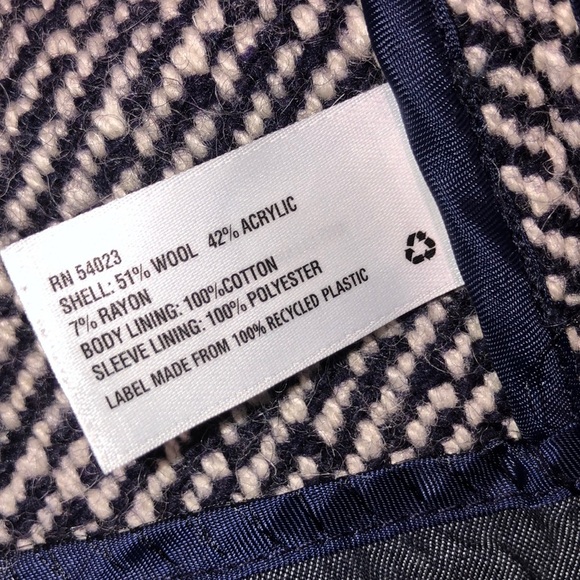 RN 54023
SHELL: 51% WOOL 42% ACRYLIC
7% RAYON
BODY LINING: 100%COTTON
SLEEVE LINING: 100% POLYESTER
LABEL MADE FROM 100% RECYCLED PLASTIC